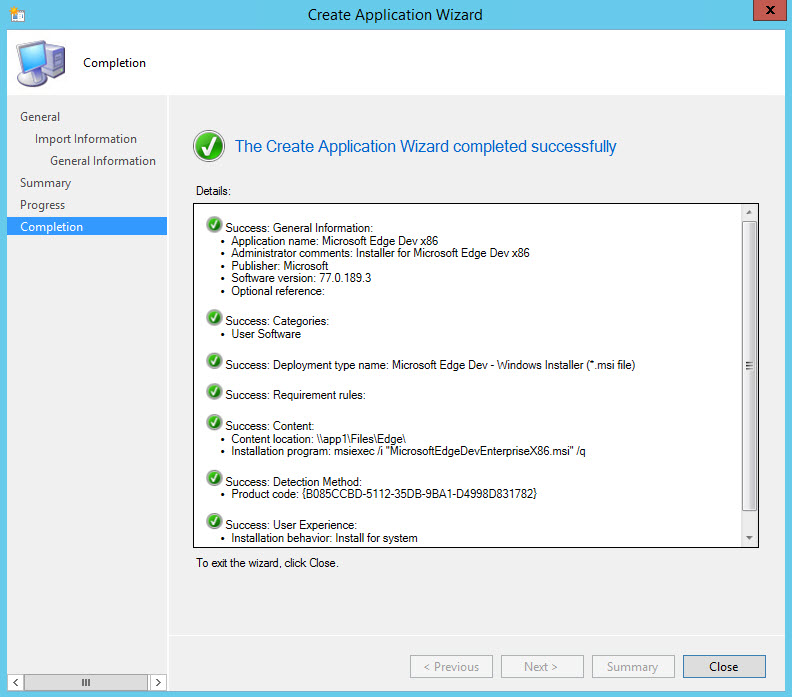 Create Application Wizard
Completion
General
Import Information
General Information
Summary
Progress
Completion
The Create Application Wizard completed successfully
Details:
Success: General Information:
• Application name: Microsoft Edge Dev x86
• Administrator comments: Installer for Microsoft Edge Dev x86
• Publisher: Microsoft
• Software version: 77.0.189.3
• Optional reference:
Success: Categories:
• User Software
Success: Deployment type name: Microsoft Edge Dev - Windows Installer (*.msi file)
Success: Requirement rules:
Success: Content:
• Content location: \\app1\Files\Edge\
• Installation program: msiexec /i "MicrosoftEdgeDevEnterpriseX86.msi" /q
Success: Detection Method:
• Product code: {B085CCBD-5112-35DB-9BA1-D4998D831782}
Success: User Experience:
• Installation behavior: Install for system
To exit the wizard, click Close.
< Previous
Next >
Summary
Close